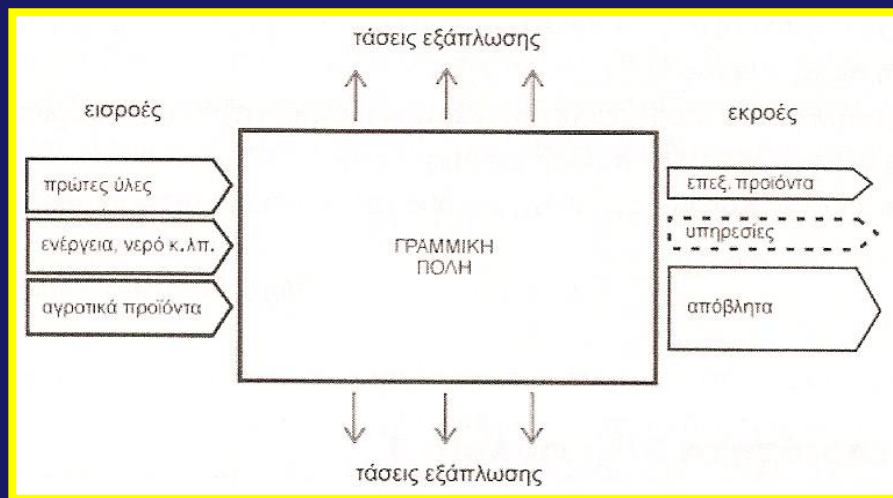 τάσεις εξάπλωσης
εισροές
εκροές
πρώτες ύλες
ενέργεια, νερό κ.λπ.
αγροτικά προϊόντα
ΓΡΑΜΜΙΚΗ
ΠΟΛΗ
επεξ. προϊόντα
υπηρεσίες
απόβλητα
τάσεις εξάπλωσης